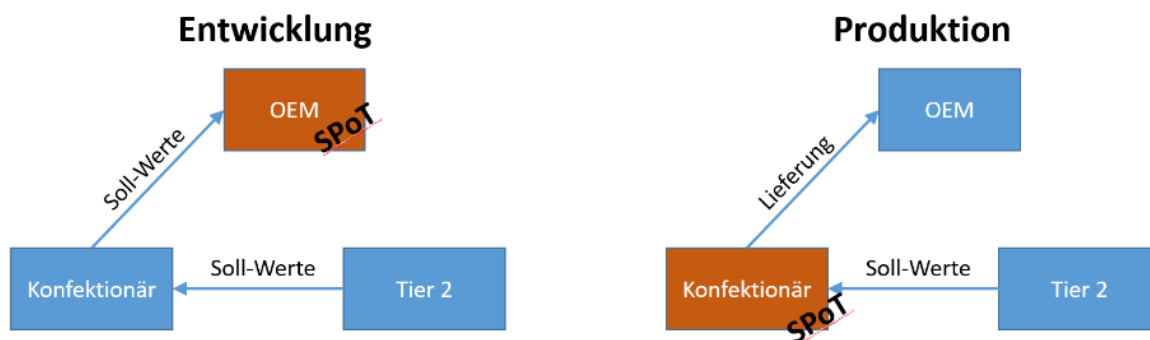 Entwicklung
OEM
SPoT
Soll-Werte
Konfektionär
Soll-Werte
Tier 2
Produktion
OEM
Lieferung
Konfektionär
SPoT
Soll-Werte
Tier 2